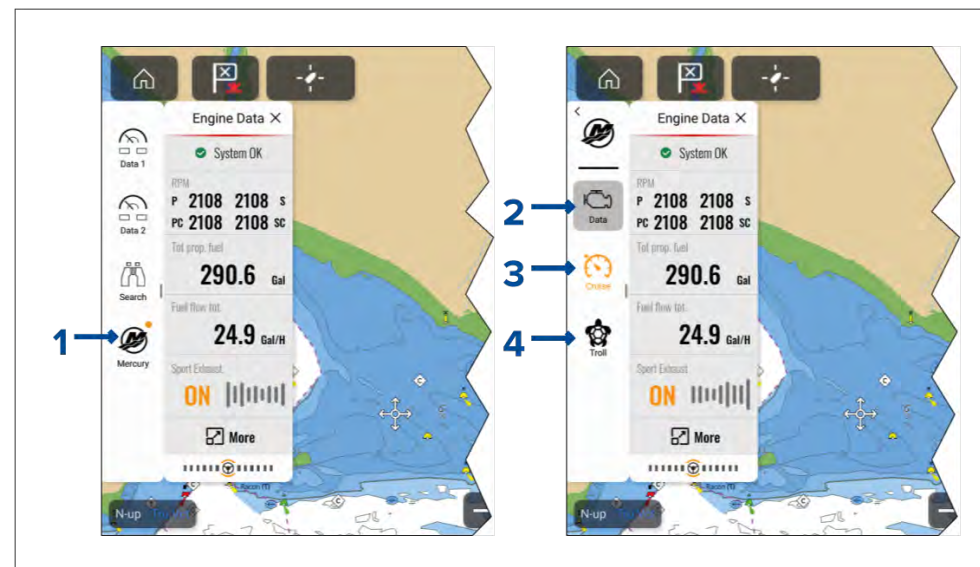 Engine Data ×
Data 1
System OK
RPM
P 2108 2108 S
PC 2108 2108 SC
Data 2
Tot prop. fuel
290.6 Gal
Search
Fuel flow tot.
24.9 Gal/H
1
Mercury
Sport Exhaust
ON
More
Racon (T)
N-up
Engine Data ×
System OK
2
Data
RPM
P 2108 2108 S
PC 2108 2108 SC
3
Cruise
Tot prop. fuel
290.6 Gal
4
Troll
Fuel flow tot.
24.9 Gal/H
Sport Exhaust
ON
More
Racon (T)
N-up